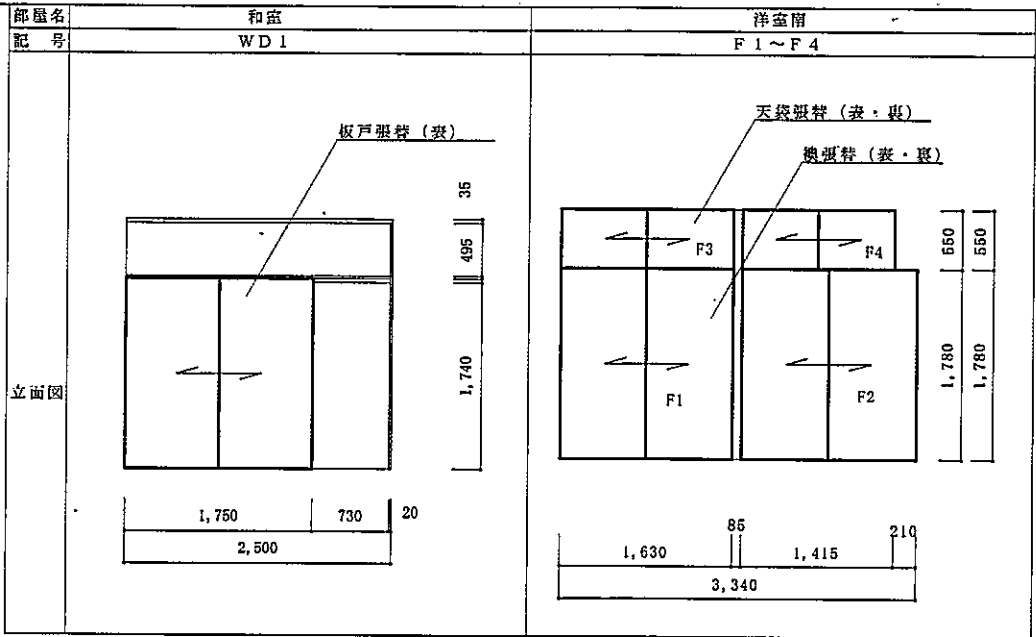 部屋名 和室 洋室南
記号 WD1 F1～F4
立面図
板戸張替（表）
35
495
1,740
1,750 730 20
2,500
天袋張替（表・裏）
襖張替（表・裏）
F3 F4
F1 F2
550 550
1,780 1,780
85 210
1,630 1,415
3,340